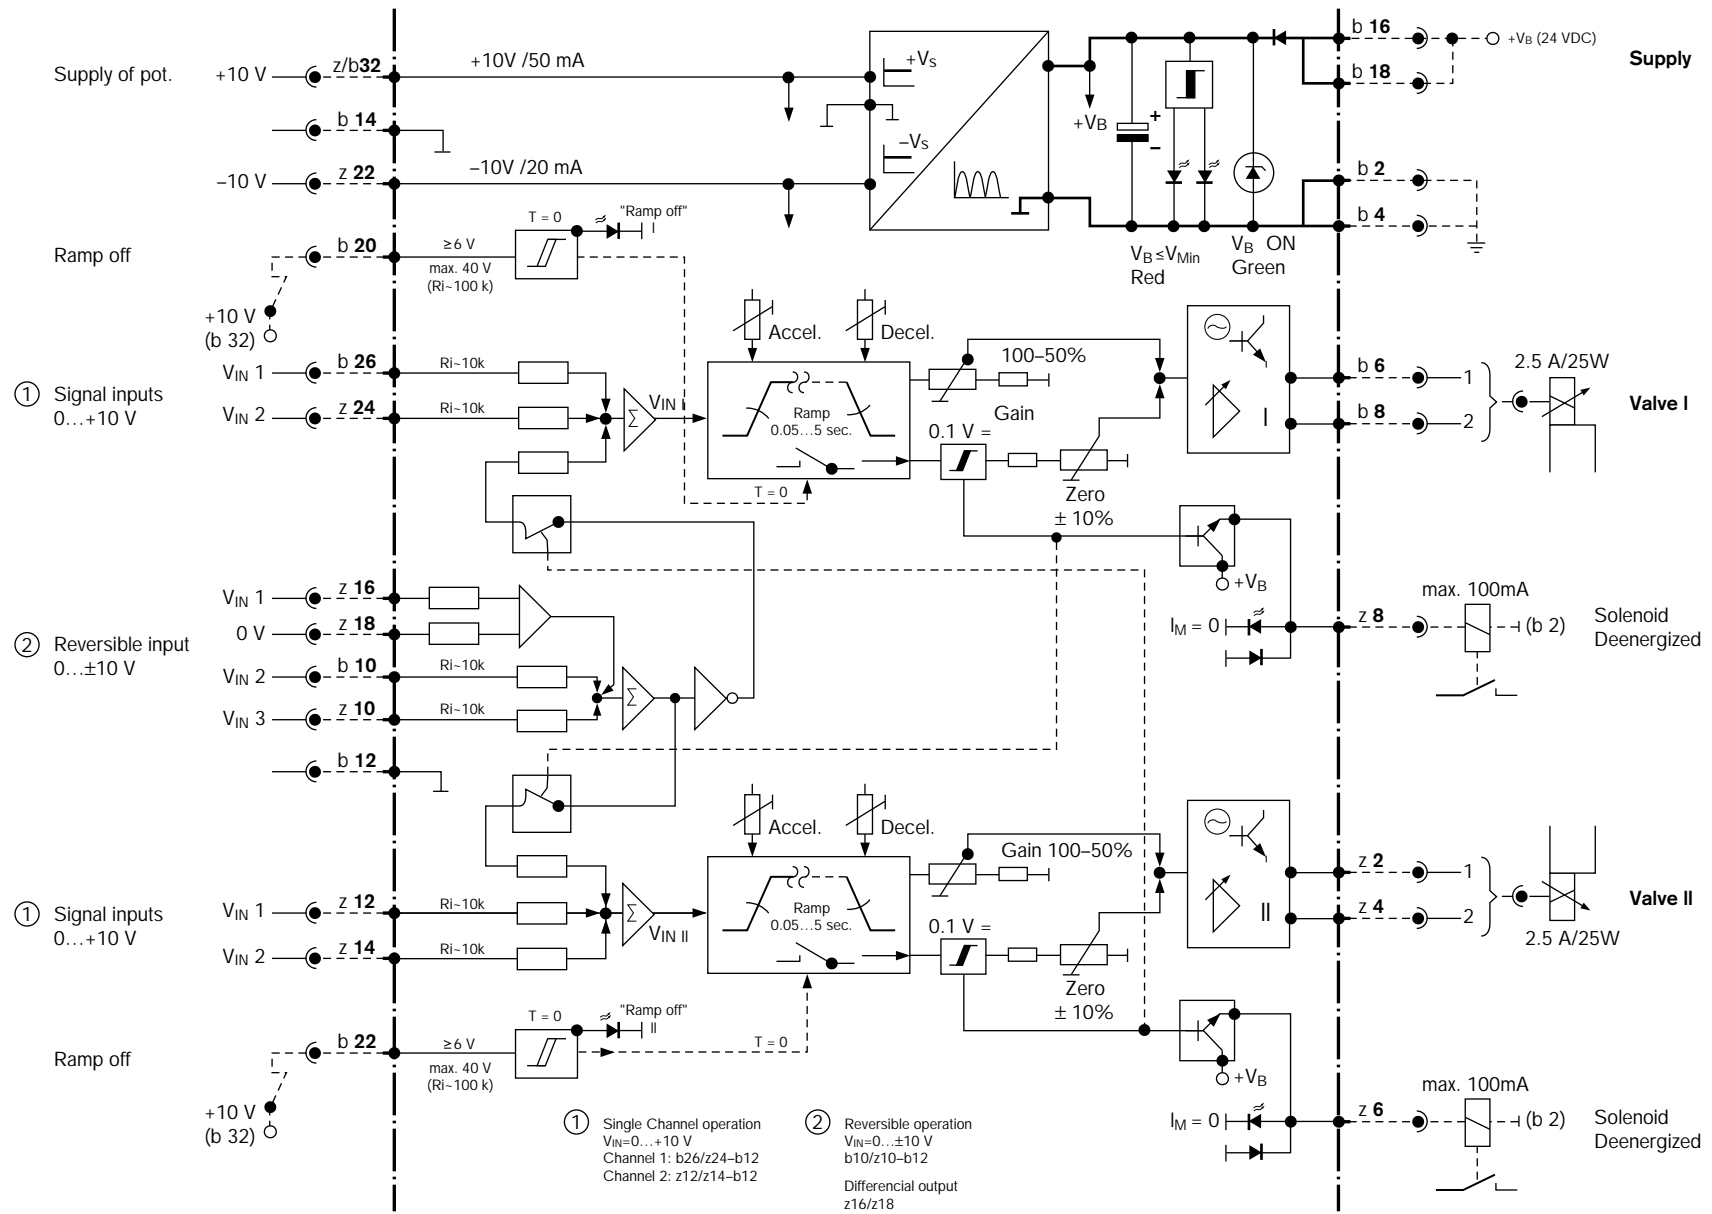 Supply of pot.
+10 V
z/b32
+10V /50 mA
b 14
–10 V
z 22
–10V /20 mA
+VS
–VS
+VB
+
–
VB ≤VMin
Red
VB ON
Green
b 16
+VB (24 VDC)
b 18
Supply
b 2
b 4
Ramp off
b 20
≥6 V
max. 40 V
(Ri~100 k)
T = 0
"Ramp off"
I
+10 V
(b 32)
1 Signal inputs
0…+10 V
VIN 1
b 26
Ri~10k
VIN 2
z 24
Ri~10k
Σ
VIN I
Accel.
Decel.
Ramp
0.05…5 sec.
T = 0
100–50%
Gain
0.1 V =
Zero
± 10%
I
b 6
1
b 8
2
2.5 A/25W
Valve I
+VB
IM = 0
z 8
max. 100mA
(b 2)
Solenoid
Deenergized
2 Reversible input
0…±10 V
VIN 1
z 16
0 V
z 18
VIN 2
b 10
Ri~10k
VIN 3
z 10
Ri~10k
Σ
b 12
1 Signal inputs
0…+10 V
VIN 1
z 12
Ri~10k
VIN 2
z 14
Ri~10k
Σ
VIN II
Accel.
Decel.
Ramp
0.05…5 sec.
T = 0
Gain 100–50%
0.1 V =
Zero
± 10%
II
z 2
1
z 4
2
2.5 A/25W
Valve II
Ramp off
b 22
≥6 V
max. 40 V
(Ri~100 k)
T = 0
"Ramp off"
II
+10 V
(b 32)
+VB
IM = 0
z 6
max. 100mA
(b 2)
Solenoid
Deenergized
1 Single Channel operation
VIN=0…+10 V
Channel 1: b26/z24–b12
Channel 2: z12/z14–b12
2 Reversible operation
VIN=0…±10 V
b10/z10–b12
Differencial output
z16/z18